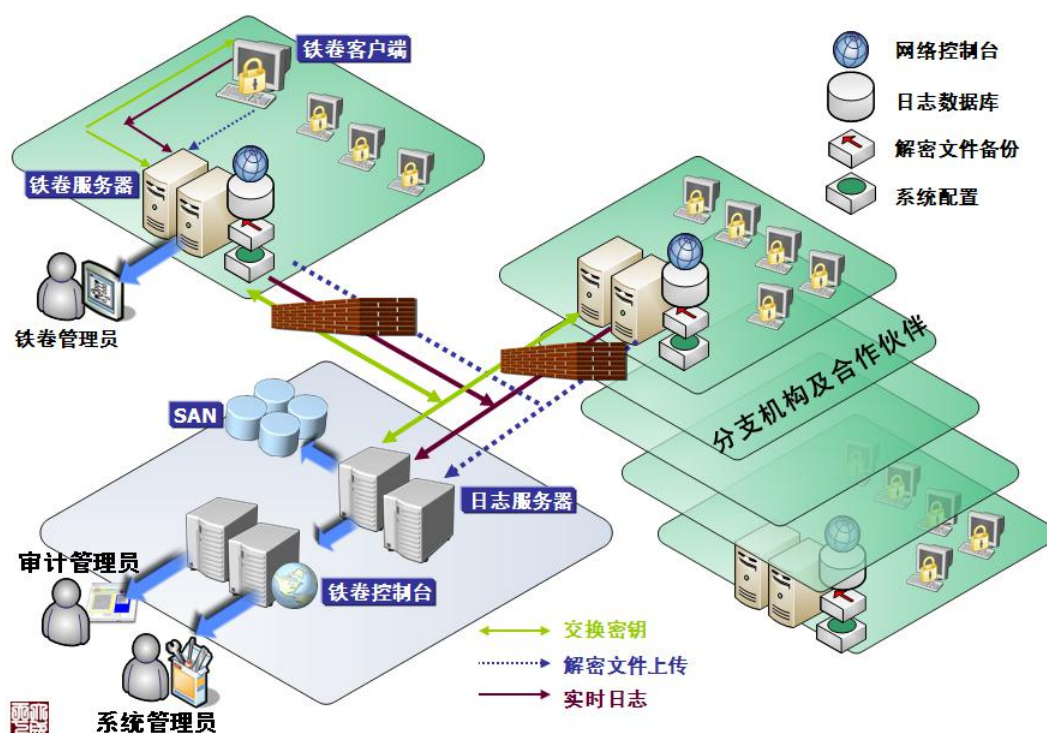 铁卷客户端
网络控制台
日志数据库
解密文件备份
系统配置
铁卷服务器
铁卷管理员
分支机构及合作伙伴
SAN
日志服务器
审计管理员
铁卷控制台
交换密钥
解密文件上传
实时日志
系统管理员